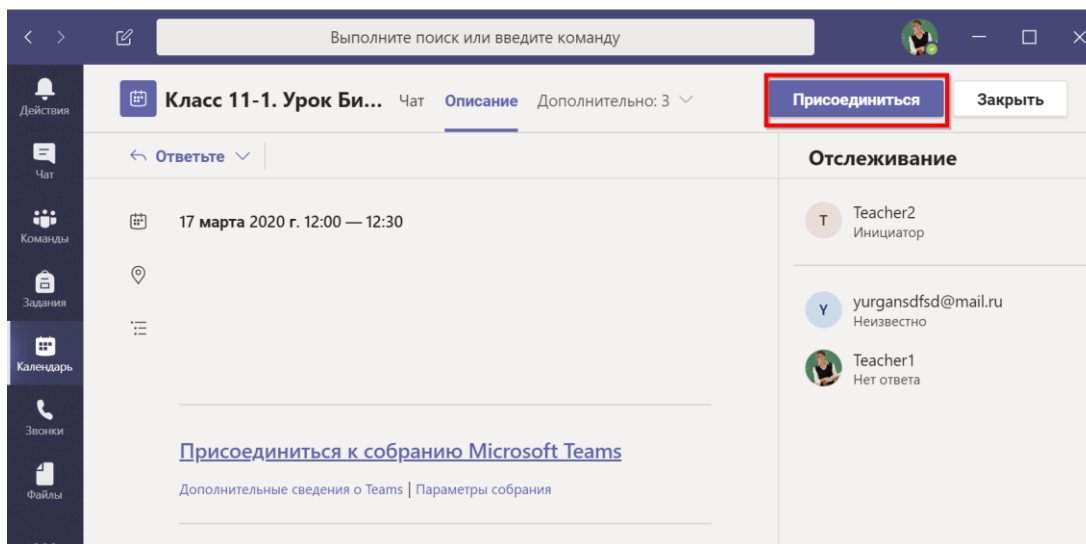 Выполните поиск или введите команду
Действия
Чат
Команды
Задания
Календарь
Звонки
Файлы
Класс 11-1. Урок Би... Чат Описание Дополнительно: 3
Присоединиться Закрыть
Ответьте
17 марта 2020 г. 12:00 — 12:30
Присоединиться к собранию Microsoft Teams
Дополнительные сведения о Teams | Параметры собрания
Отслеживание
T Teacher2
Инициатор
Y yurgansdfsd@mail.ru
Неизвестно
Teacher1
Нет ответа